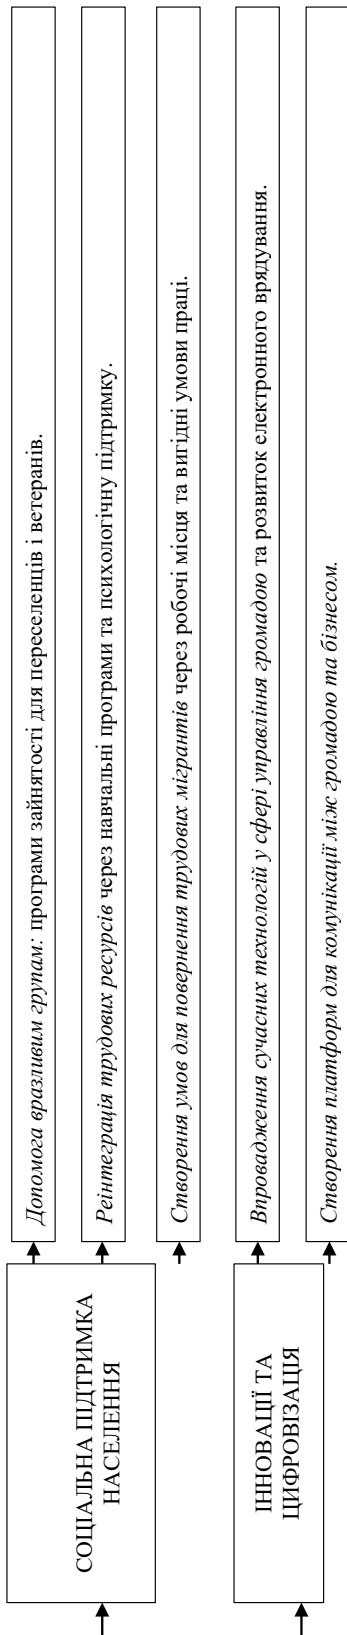 СОЦІАЛЬНА ПІДТРИМКА
НАСЕЛЕННЯ
Допомога вразливим групам: програми зайнятості для переселенців і ветеранів.
Реінтеграція трудових ресурсів через навчальні програми та психологічну підтримку.
Створення умов для повернення трудових мігрантів через робочі місця та вигідні умови праці.
ІННОВАЦІЇ ТА
ЦИФРОВІЗАЦІЯ
Впровадження сучасних технологій у сфері управління громадою та розвиток електронного врядування.
Створення платформ для комунікації між громадою та бізнесом.